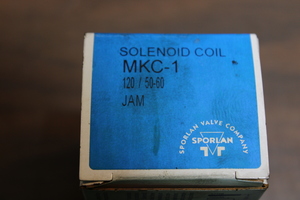 SOLENOID COIL
MKC-1
120 / 50-60
JAM
SPORLAN VALVE COMPANY
SPORLAN